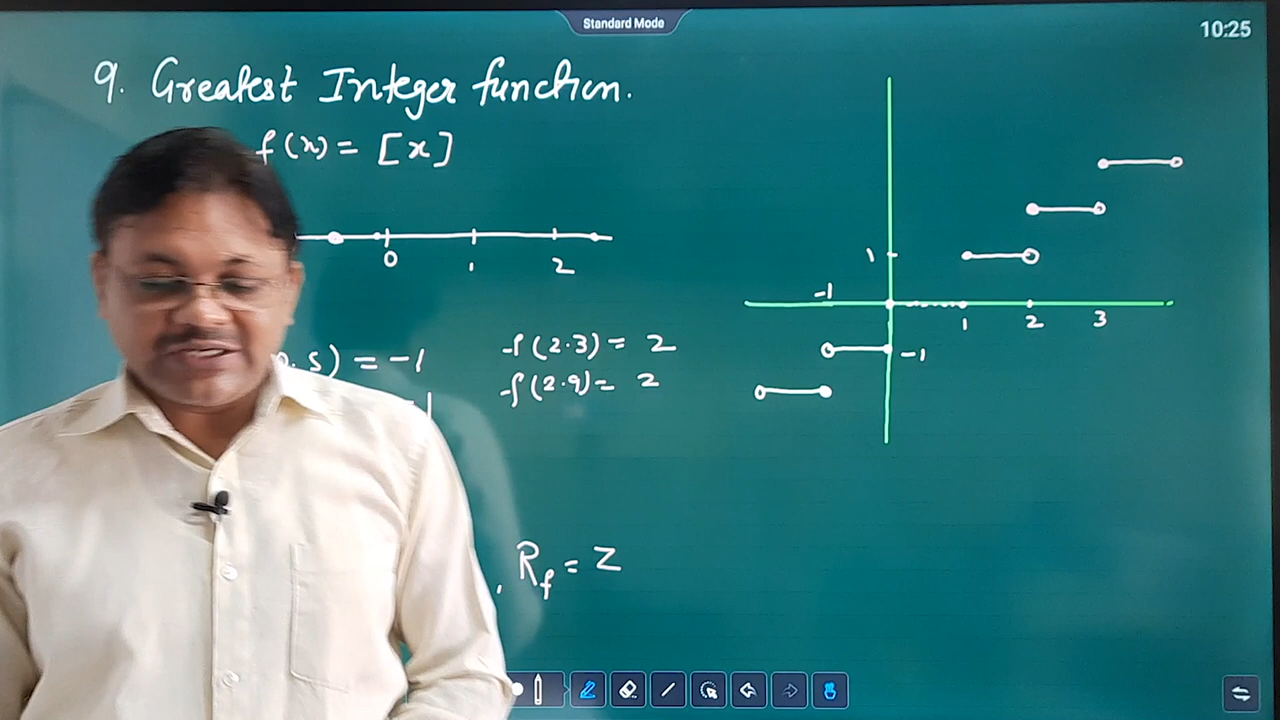 Standard Mode
10:25
9. Greatest Integer function.
f(x) = [x]
0 1 2
.5) = -1
f(2.3) = 2
f(2.9) = 2
, Rf = Z
1
-1
1 2 3
-1